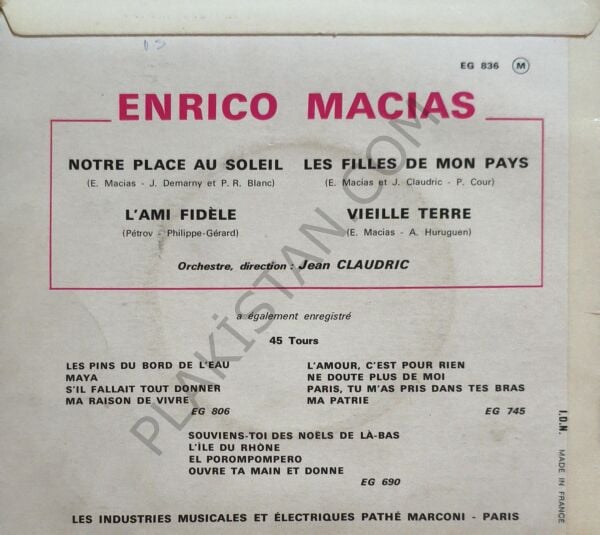 EG 836 M
ENRICO MACIAS
NOTRE PLACE AU SOLEIL
(E. Macias - J. Demarny et P. R. Blanc)
LES FILLES DE MON PAYS
(E. Macias et J. Claudric - P. Cour)
L'AMI FIDÈLE
(Pétrov - Philippe-Gérard)
VIEILLE TERRE
(E. Macias - A. Huruguen)
Orchestre, direction : Jean CLAUDRIC
a également enregistré
45 Tours
LES PINS DU BORD DE L'EAU
MAYA
S'IL FALLAIT TOUT DONNER
MA RAISON DE VIVRE
EG 806
L'AMOUR, C'EST POUR RIEN
NE DOUTE PLUS DE MOI
PARIS, TU M'AS PRIS DANS TES BRAS
MA PATRIE
EG 745
SOUVIENS-TOI DES NOËLS DE LÀ-BAS
L'ÎLE DU RHÔNE
EL POROMPOMPERO
OUVRE TA MAIN ET DONNE
EG 690
LES INDUSTRIES MUSICALES ET ÉLECTRIQUES PATHÉ MARCONI - PARIS
I.D.N. MADE IN FRANCE
PLAKİSTAN.COM